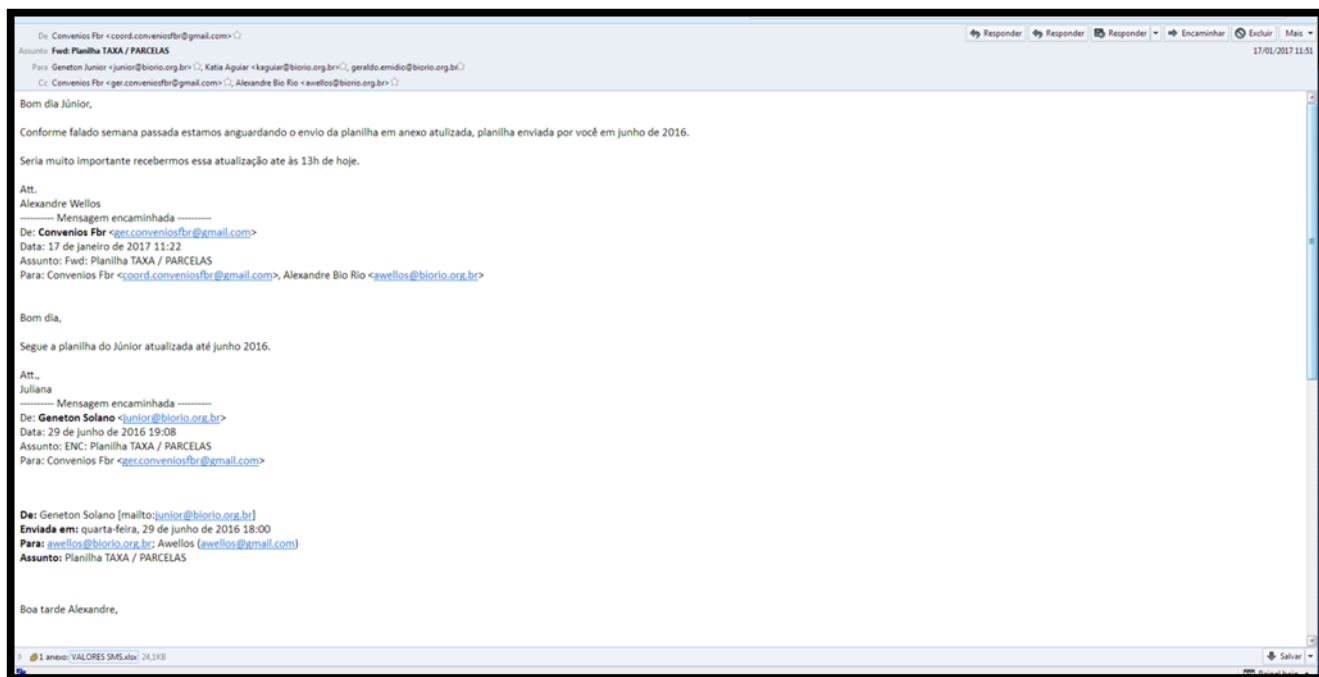 De Convenios Fbr <coord.conveniosfbr@gmail.com>
Responder Responder Responder Encaminhar Excluir Mais
Assunto Fwd: Planilha TAXA / PARCELAS
17/01/2017 11:51
Para Geneton Junior <junior@biorio.org.br>, Katia Aguiar <kaguiar@biorio.org.br>, geraldo.emidio@biorio.org.br
Cc Convenios Fbr <ger.conveniosfbr@gmail.com>, Alexandre Bio Rio <awellos@biorio.org.br>
Bom dia Júnior,
Conforme falado semana passada estamos anguardando o envio da planilha em anexo atulizada, planilha enviada por você em junho de 2016.
Seria muito importante recebermos essa atualização ate às 13h de hoje.
Att.
Alexandre Wellos
---------- Mensagem encaminhada ----------
De: Convenios Fbr <ger.conveniosfbr@gmail.com>
Data: 17 de janeiro de 2017 11:22
Assunto: Fwd: Planilha TAXA / PARCELAS
Para: Convenios Fbr <coord.conveniosfbr@gmail.com>, Alexandre Bio Rio <awellos@biorio.org.br>
Bom dia,
Segue a planilha do Júnior atualizada até junho 2016.
Att.,
Juliana
---------- Mensagem encaminhada ----------
De: Geneton Solano <junior@biorio.org.br>
Data: 29 de junho de 2016 19:08
Assunto: ENC: Planilha TAXA / PARCELAS
Para: Convenios Fbr <ger.conveniosfbr@gmail.com>
De: Geneton Solano [mailto:junior@biorio.org.br]
Enviada em: quarta-feira, 29 de junho de 2016 18:00
Para: awellos@biorio.org.br; Awellos (awellos@gmail.com)
Assunto: Planilha TAXA / PARCELAS
Boa tarde Alexandre,
1 anexo: VALORES SMS.xlsx 24,1KB
Salvar